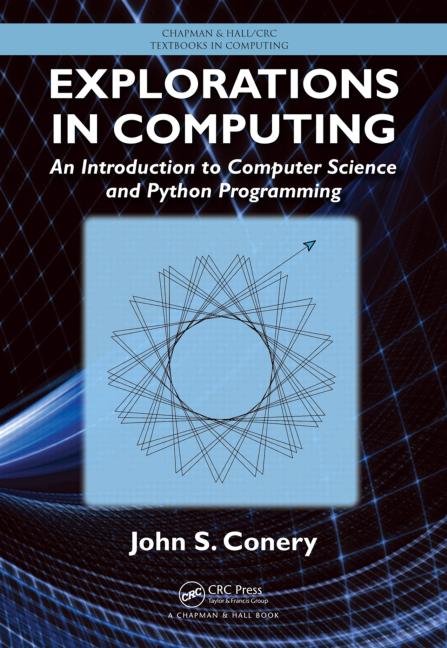 CHAPMAN & HALL/CRC
TEXTBOOKS IN COMPUTING
EXPLORATIONS
IN COMPUTING
An Introduction to Computer Science
and Python Programming
John S. Conery
CRC CRC Press
Taylor & Francis Group
A CHAPMAN & HALL BOOK